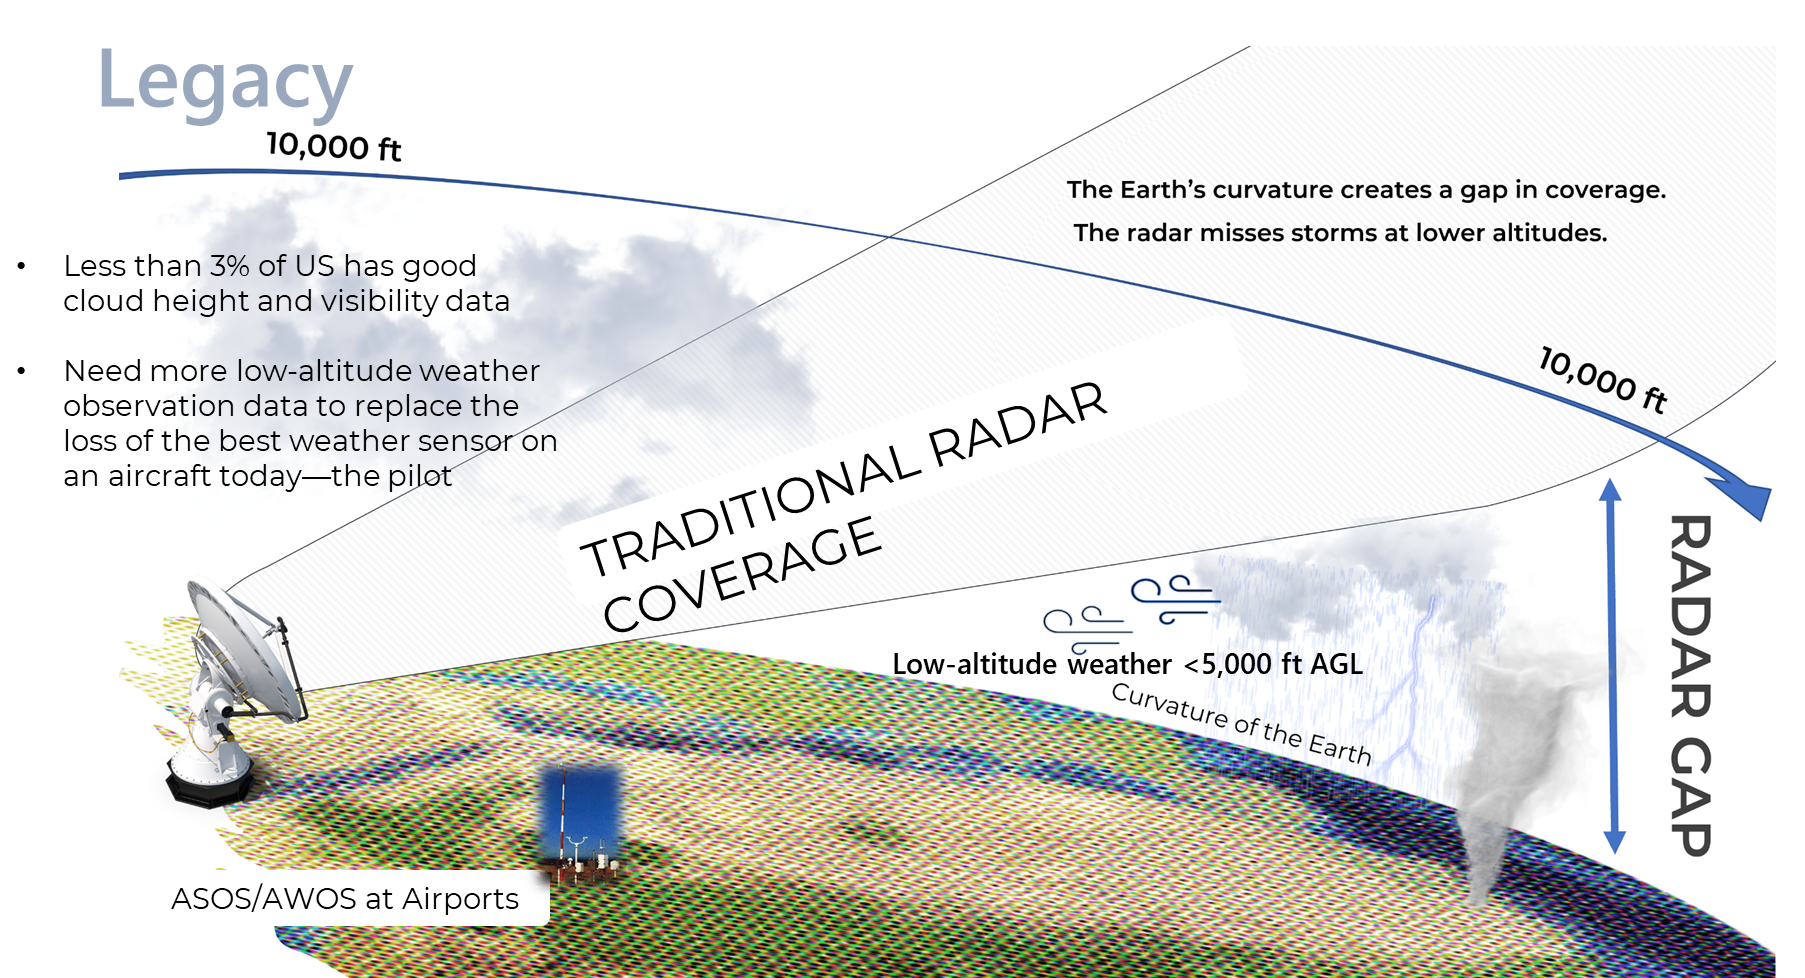 Legacy
10,000 ft
The Earth's curvature creates a gap in coverage.
The radar misses storms at lower altitudes.
• Less than 3% of US has good
cloud height and visibility data
• Need more low-altitude weather
observation data to replace the
loss of the best weather sensor on
an aircraft today—the pilot
10,000 ft
TRADITIONAL RADAR
COVERAGE
RADAR GAP
Low-altitude weather <5,000 ft AGL
Curvature of the Earth
ASOS/AWOS at Airports